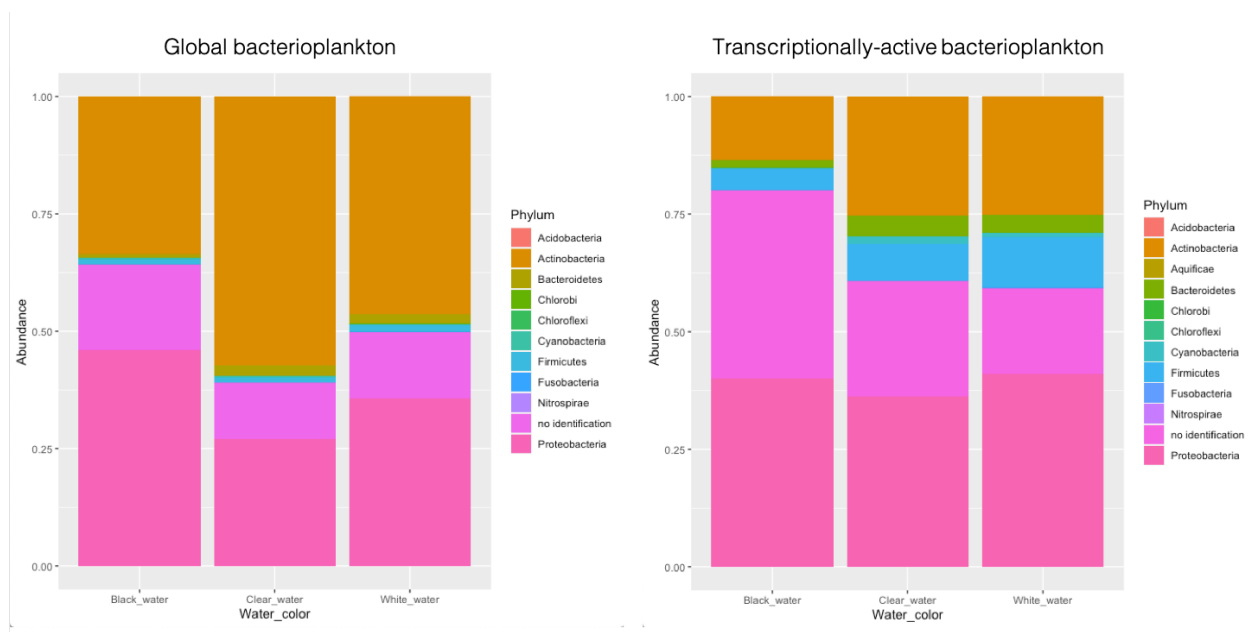 Global bacterioplankton
Abundance
1.00
0.75
0.50
0.25
0.00
Black_water
Clear_water
White_water
Water_color
Phylum
Acidobacteria
Actinobacteria
Bacteroidetes
Chlorobi
Chloroflexi
Cyanobacteria
Firmicutes
Fusobacteria
Nitrospirae
no identification
Proteobacteria
Transcriptionally-active bacterioplankton
Abundance
1.00
0.75
0.50
0.25
0.00
Black_water
Clear_water
White_water
Water_color
Phylum
Acidobacteria
Actinobacteria
Aquificae
Bacteroidetes
Chlorobi
Chloroflexi
Cyanobacteria
Firmicutes
Fusobacteria
Nitrospirae
no identification
Proteobacteria